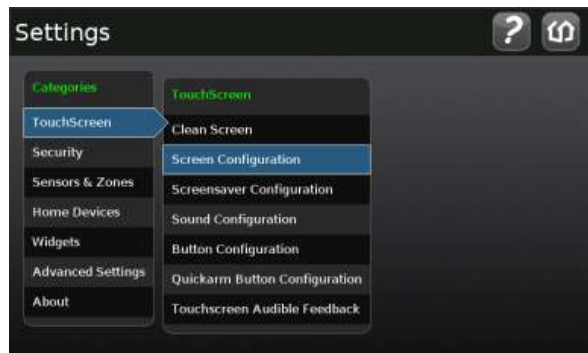 Settings
?
Categories
TouchScreen
Security
Sensors & Zones
Home Devices
Widgets
Advanced Settings
About
TouchScreen
Clean Screen
Screen Configuration
Screensaver Configuration
Sound Configuration
Button Configuration
Quickarm Button Configuration
Touchscreen Audible Feedback